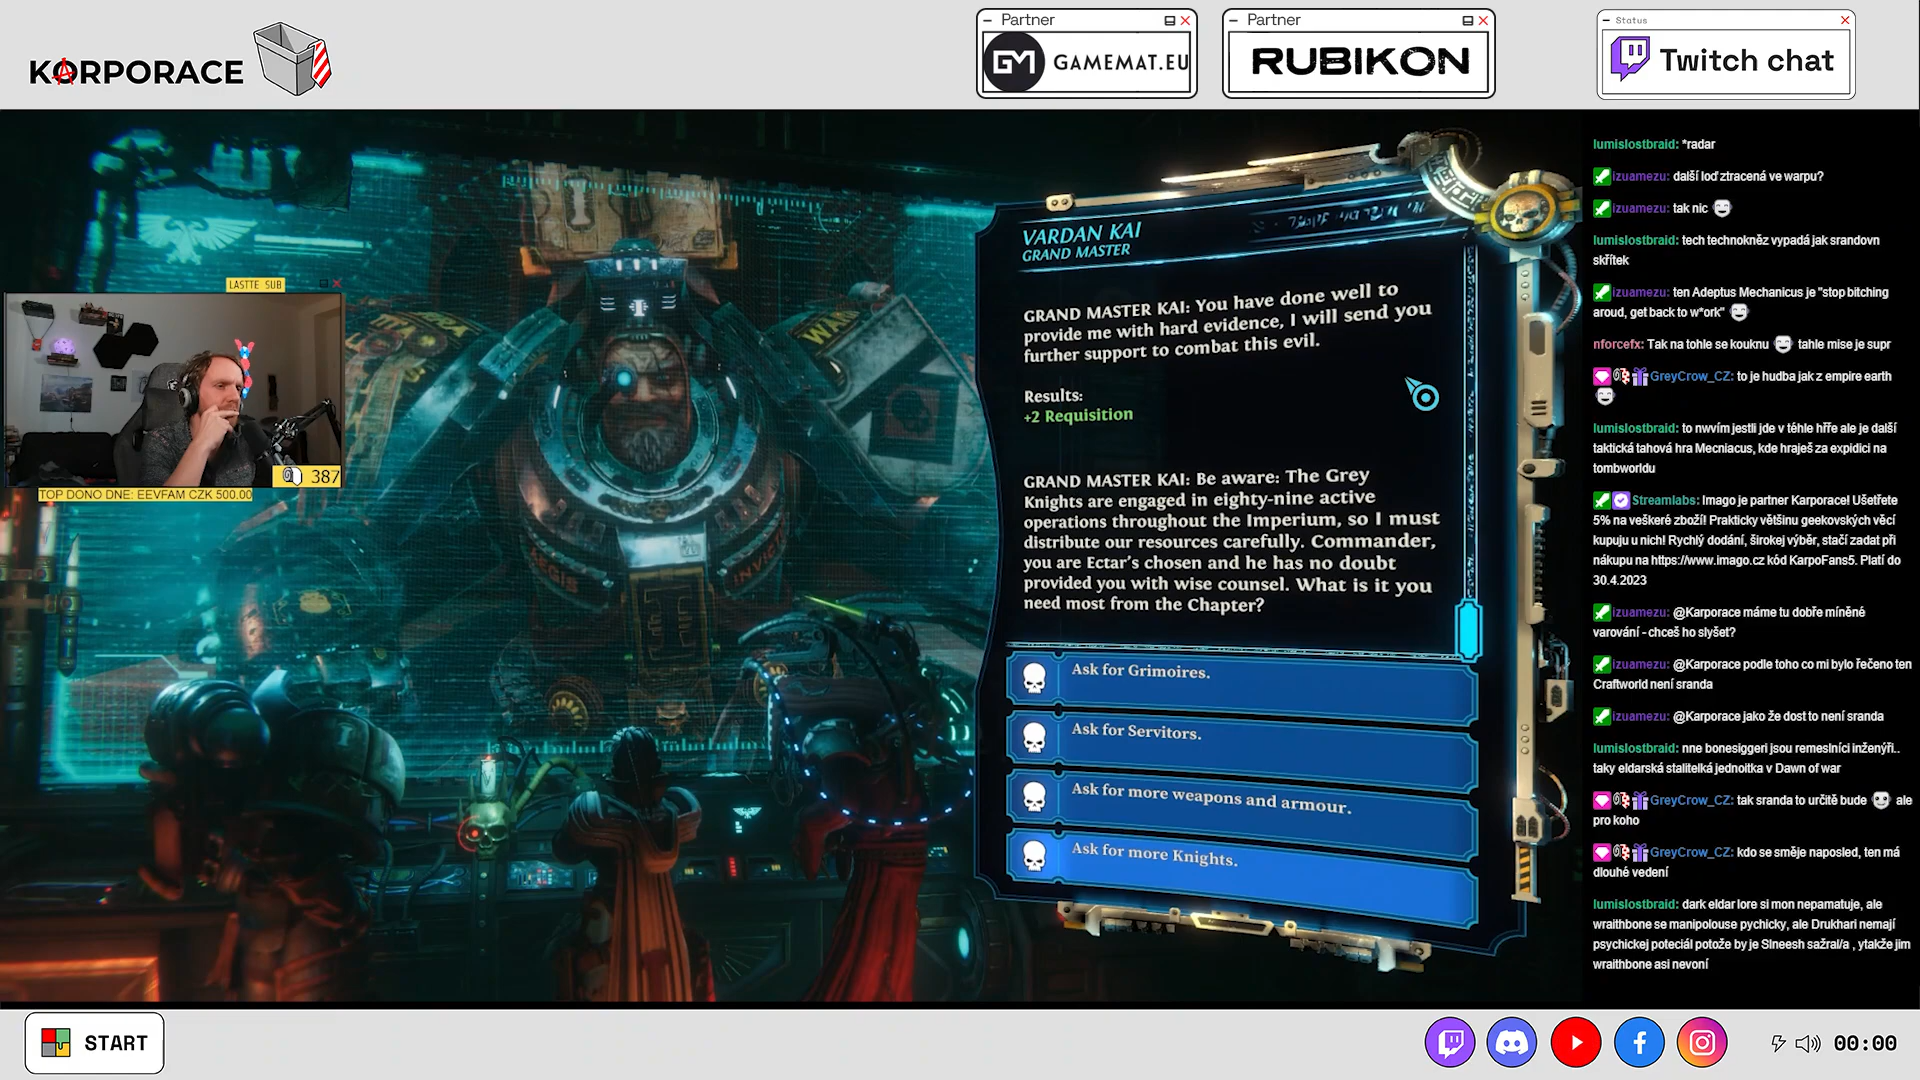 KORPORACE
Partner
GAMEMAT.EU
Partner
RUBIKON
Status
Twitch chat
LASTTE SUB
387
TOP DONO DNE: EEVFAM CZK 500.00
VARDAN KAI
GRAND MASTER
GRAND MASTER KAI: You have done well to
provide me with hard evidence, I will send you
further support to combat this evil.
Results:
+2 Requisition
GRAND MASTER KAI: Be aware: The Grey
Knights are engaged in eighty-nine active
operations throughout the Imperium, so I must
distribute our resources carefully. Commander,
you are Ectar's chosen and he has no doubt
provided you with wise counsel. What is it you
need most from the Chapter?
Ask for Grimoires.
Ask for Servitors.
Ask for more weapons and armour.
Ask for more Knights.
AEGIS
lumislostbraid: *radar
izuamezu: další loď ztracená ve warpu?
izuamezu: tak nic
lumislostbraid: tech technokněz vypadá jak srandovn
skřítek
izuamezu: ten Adeptus Mechanicus je "stop bitching
aroud, get back to w*ork"
nforcefx: Tak na tohle se kouknu tahle mise je supr
GreyCrow_CZ: to je hudba jak z empire earth
lumislostbraid: to nwvím jestli jde v téhle hřře ale je další
taktická tahová hra Mecniacus, kde hraješ za expidici na
tombworldu
Streamlabs: Imago je partner Karporace! Ušetřete
5% na veškeré zboží! Prakticky většinu geekovských věcí
kupuju u nich! Rychlý dodání, širokej výběr, stačí zadat při
nákupu na https://www.imago.cz kód KarpoFans5. Platí do
30.4.2023
izuamezu: @Karporace máme tu dobře míněné
varování - chceš ho slyšet?
izuamezu: @Karporace podle toho co mi bylo řečeno ten
Craftworld není sranda
izuamezu: @Karporace jako že dost to není sranda
lumislostbraid: nne bonesiggeri jsou remeslníci inženýři..
taky eldarská stalitelká jednoitka v Dawn of war
GreyCrow_CZ: tak sranda to určitě bude ale
pro koho
GreyCrow_CZ: kdo se směje naposled, ten má
dlouhé vedení
lumislostbraid: dark eldar lore si mon nepamatuje, ale
wraithbone se manipolouse pychicky, ale Drukhari nemají
psychickej poteciál potože by je Slneesh sažral/a , ytakže jim
wraithbone asi nevoní
START
00:00